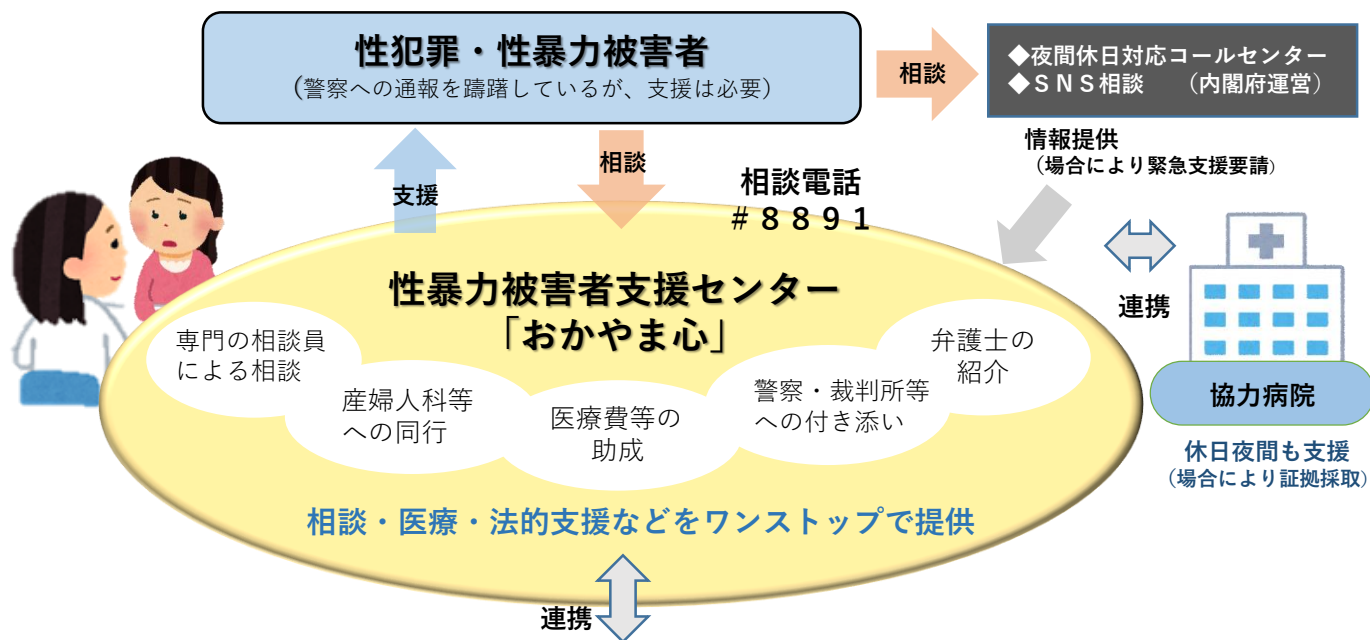 性犯罪・性暴力被害者
(警察への通報を躊躇しているが、支援は必要)
相談
◆夜間休日対応コールセンター
◆ＳＮＳ相談　（内閣府運営）
支援
相談
情報提供
(場合により緊急支援要請)
相談電話
＃８８９１
性暴力被害者支援センター
「おかやま心」
専門の相談員
による相談
産婦人科等
への同行
医療費等の
助成
警察・裁判所等
への付き添い
弁護士の
紹介
相談・医療・法的支援などをワンストップで提供
連携
協力病院
休日夜間も支援
(場合により証拠採取)
連携